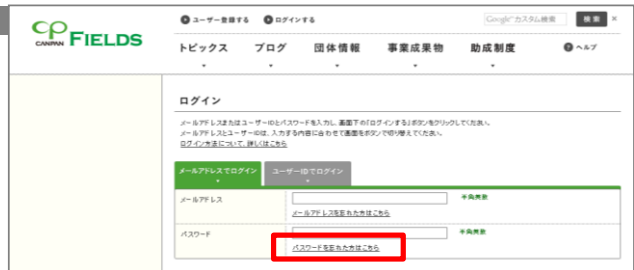 CANPAN FIELDS
ユーザー登録する ログインする
Google カスタム検索 検索 ×
トピックス ブログ 団体情報 事業成果物 助成制度 ヘルプ
ログイン
メールアドレスまたはユーザーIDとパスワードを入力し、画面下の「ログインする」ボタンをクリックしてください。
メールアドレスとユーザーIDは、入力する内容に合わせて画面をボタンで切り替えてください。
ログイン方法について、詳しくはこちら
メールアドレスでログイン ユーザーIDでログイン
メールアドレス 半角英数
メールアドレスを忘れた方はこちら
パスワード 半角英数
パスワードを忘れた方はこちら